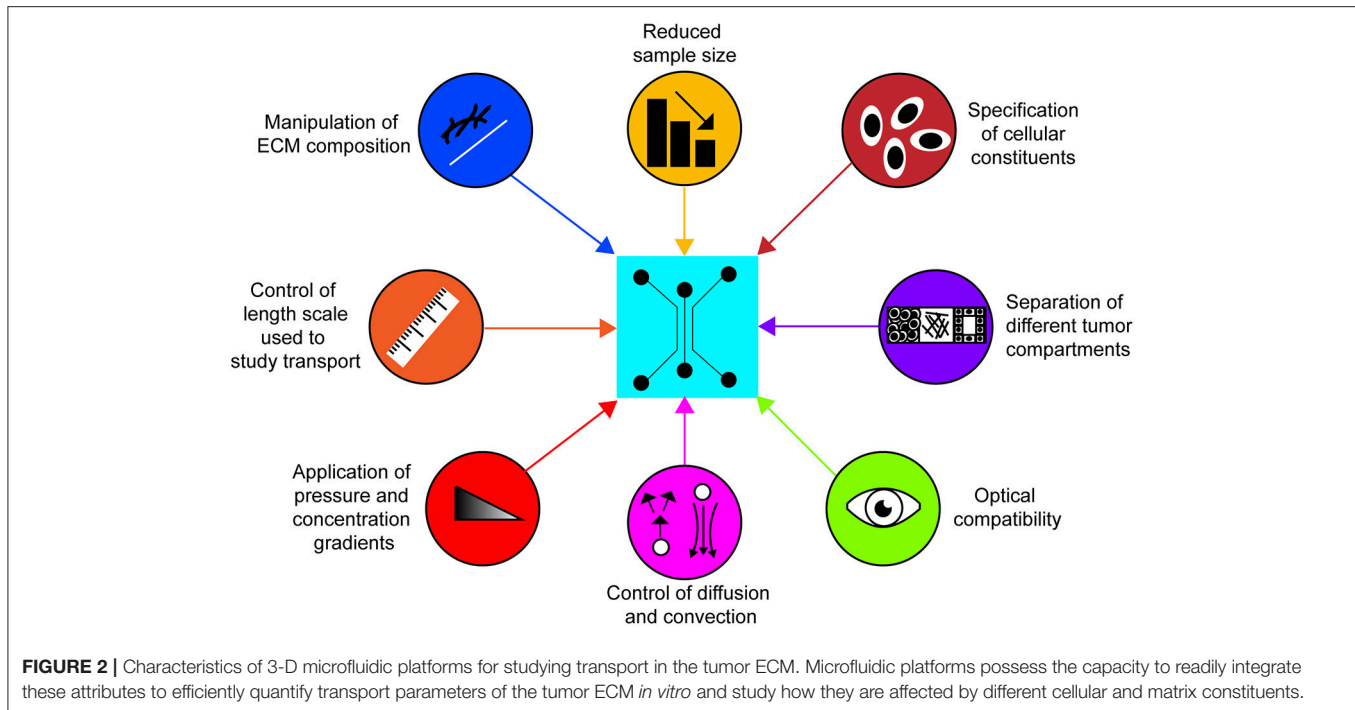 Reduced
sample size
Manipulation of
ECM composition
Specification
of cellular
constituents
Control of
length scale
used to
study transport
Separation of
different tumor
compartments
Application of
pressure and
concentration
gradients
Optical
compatibility
Control of diffusion
and convection
FIGURE 2 | Characteristics of 3-D microfluidic platforms for studying transport in the tumor ECM. Microfluidic platforms possess the capacity to readily integrate
these attributes to efficiently quantify transport parameters of the tumor ECM in vitro and study how they are affected by different cellular and matrix constituents.